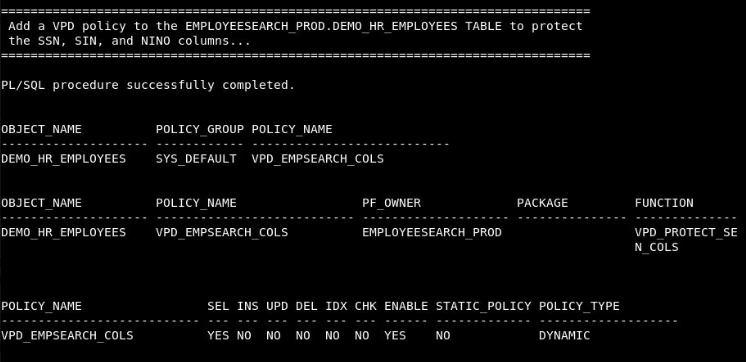 ================================================================================
 Add a VPD policy to the EMPLOYEESEARCH_PROD.DEMO_HR_EMPLOYEES TABLE to protect
 the SSN, SIN, and NINO columns...
================================================================================
PL/SQL procedure successfully completed.
OBJECT_NAME          POLICY_GROUP POLICY_NAME
-------------------- ------------ ---------------------------
DEMO_HR_EMPLOYEES    SYS_DEFAULT  VPD_EMPSEARCH_COLS
OBJECT_NAME          POLICY_NAME                 PF_OWNER             PACKAGE         FUNCTION
-------------------- --------------------------- -------------------- --------------- --------------
DEMO_HR_EMPLOYEES    VPD_EMPSEARCH_COLS          EMPLOYEESEARCH_PROD                  VPD_PROTECT_SE
                                                                                      N_COLS
POLICY_NAME                 SEL INS UPD DEL IDX CHK ENABLE STATIC_POLICY POLICY_TYPE
--------------------------- --- --- --- --- --- --- ------ ------------- -------------------
VPD_EMPSEARCH_COLS          YES NO  NO  NO  NO  NO  YES    NO            DYNAMIC